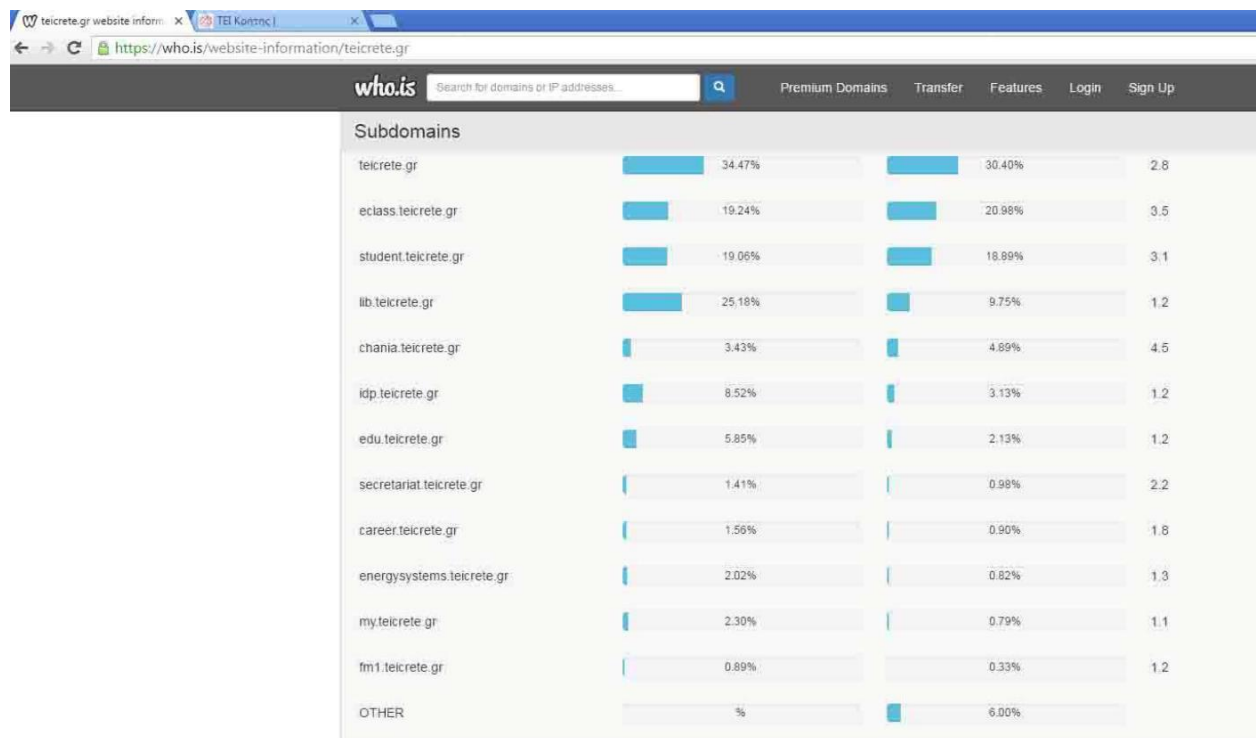 teicrete.gr website inform
ΤΕΙ Κρήτης |
https://who.is/website-information/teicrete.gr
who.is Search for domains or IP addresses... Premium Domains Transfer Features Login Sign Up
Subdomains
teicrete.gr 34.47% 30.40% 2.8
eclass.teicrete.gr 19.24% 20.98% 3.5
student.teicrete.gr 19.06% 18.89% 3.1
lib.teicrete.gr 25.18% 9.75% 1.2
chania.teicrete.gr 3.43% 4.89% 4.5
idp.teicrete.gr 8.52% 3.13% 1.2
edu.teicrete.gr 5.85% 2.13% 1.2
secretariat.teicrete.gr 1.41% 0.98% 2.2
career.teicrete.gr 1.56% 0.90% 1.8
energysystems.teicrete.gr 2.02% 0.82% 1.3
my.teicrete.gr 2.30% 0.79% 1.1
fm1.teicrete.gr 0.89% 0.33% 1.2
OTHER % 6.00%